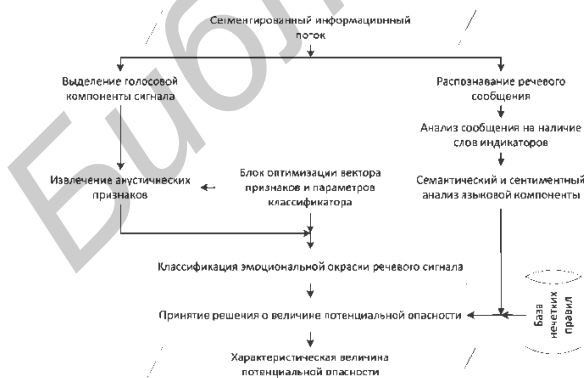 Сегментированный информационный
поток
Выделение голосовой
компоненты сигнала
Распознавание речевого
сообщения
Анализ сообщения на наличие
слов индикаторов
Извлечение акустических
признаков
Блок оптимизации вектора
признаков и параметров
классификатора
Семантический и сентиментный
анализ языковой компоненты
Классификация эмоциональной окраски речевого сигнала
Принятие решения о величине потенциальной опасности
База
нечетких
правил
Характеристическая величина
потенциальной опасности
Библ